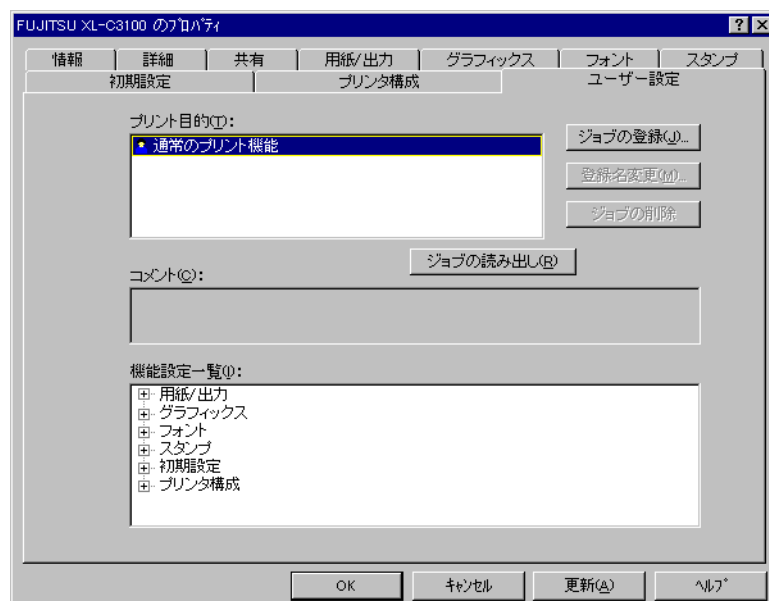 FUJITSU XL-C3100 のﾌﾟﾛﾊﾟﾃｨ
情報 詳細 共有 用紙/出力 グラフィックス フォント スタンプ
初期設定 プリンタ構成 ユーザー設定
プリント目的(T):
通常のプリント機能
ジョブの登録(J)...
登録名変更(M)...
ジョブの削除
ジョブの読み出し(R)
コメント(C):
機能設定一覧(I):
用紙/出力
グラフィックス
フォント
スタンプ
初期設定
プリンタ構成
OK ｷｬﾝｾﾙ 更新(A) ﾍﾙﾌﾟ